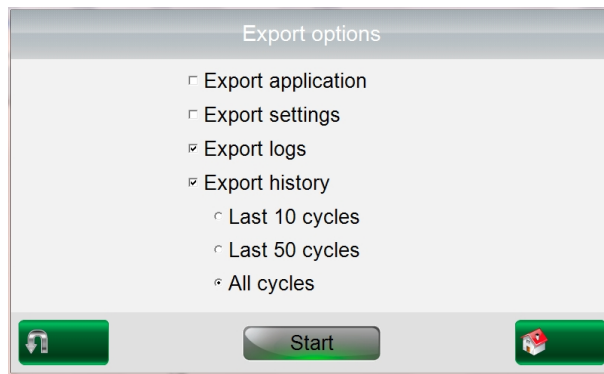 Export options
Export application
Export settings
Export logs
Export history
Last 10 cycles
Last 50 cycles
All cycles
Start